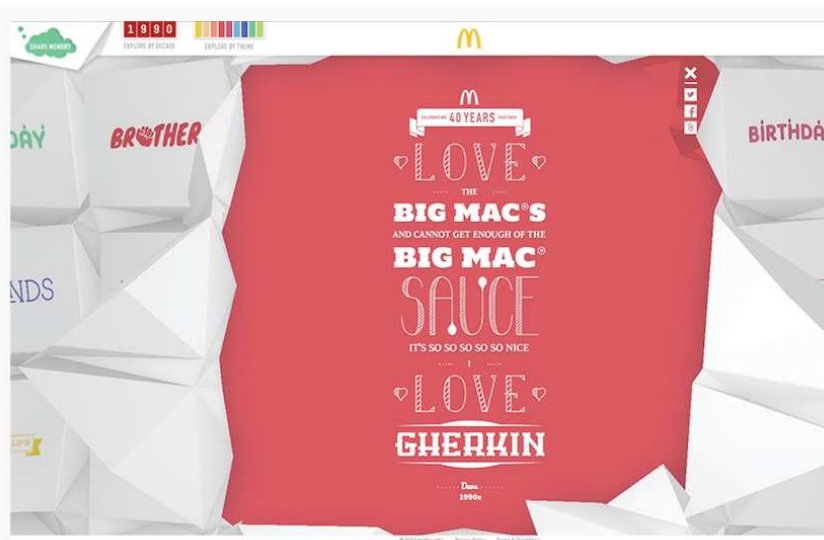 SHARE MEMORY
1990
EXPLORE BY DECADE
EXPLORE BY THEME
DAY
BROTHER
BIRTHDA
NDS
CELEBRATING 40 YEARS TOGETHER
LOVE
THE
BIG MAC®S
AND CANNOT GET ENOUGH OF THE
BIG MAC®
SAUCE
IT'S SO SO SO SO SO NICE
I
LOVE
GHERKIN
Dave
1990s